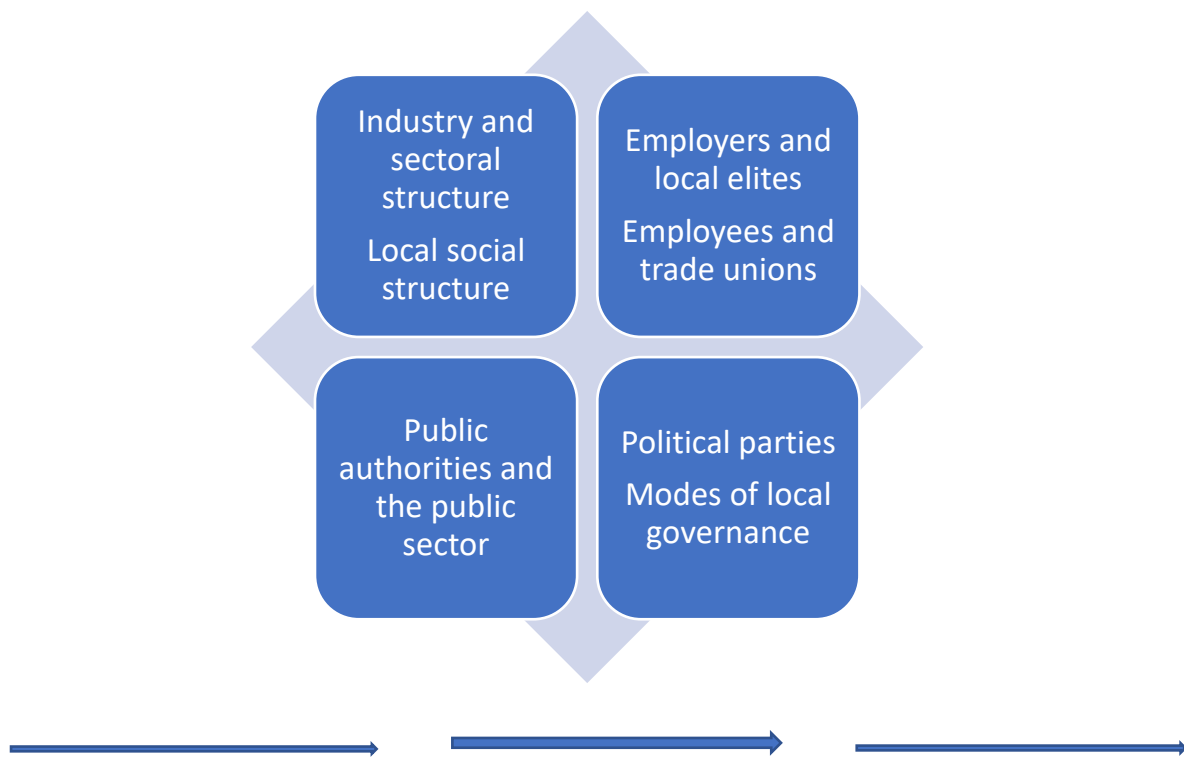 Industry and
sectoral
structure
Local social
structure
Employers and
local elites
Employees and
trade unions
Public
authorities and
the public
sector
Political parties
Modes of local
governance